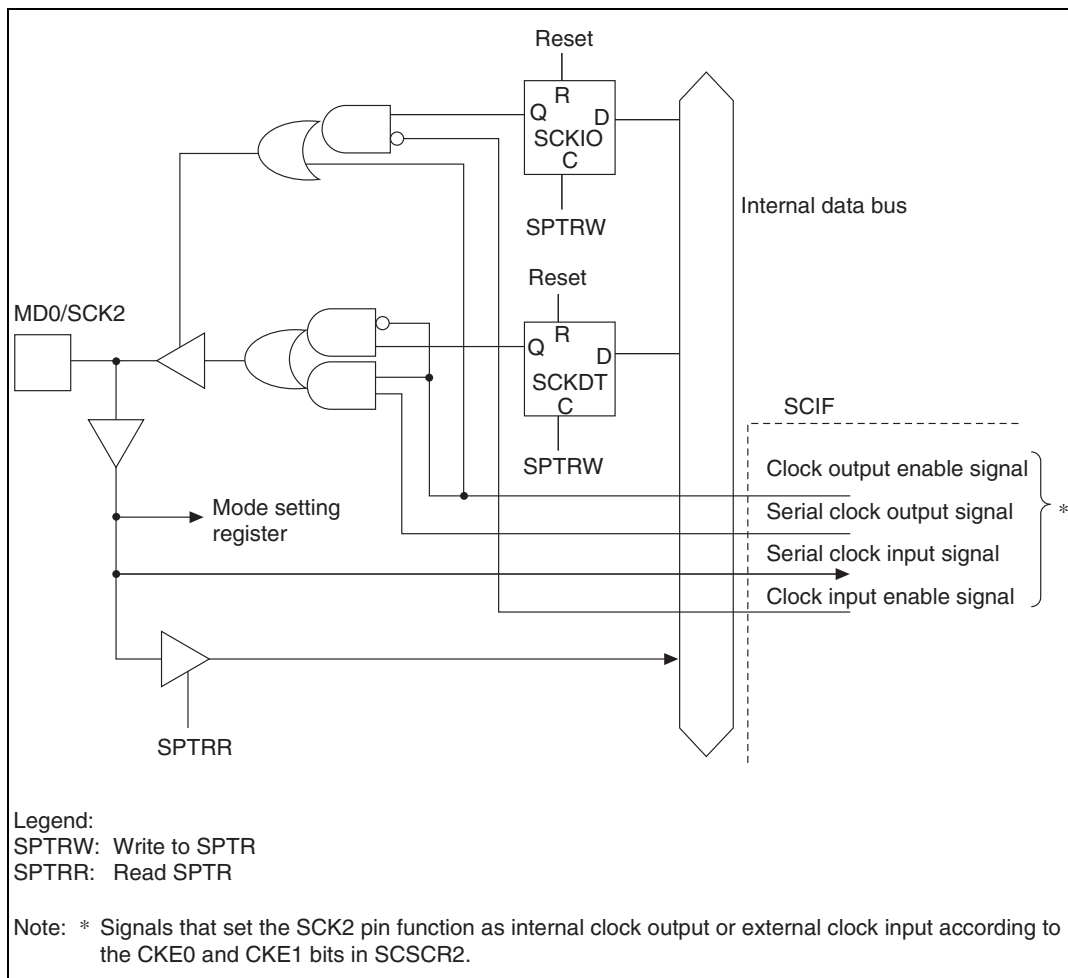 Reset
R
Q
D
SCKIO
C
SPTRW
Internal data bus
Reset
MD0/SCK2
R
Q
D
SCKDT
C
SPTRW
SCIF
Clock output enable signal
Mode setting
register
Serial clock output signal
*
Serial clock input signal
Clock input enable signal
SPTRR
Legend:
SPTRW: Write to SPTR
SPTRR: Read SPTR
Note: * Signals that set the SCK2 pin function as internal clock output or external clock input according to
the CKE0 and CKE1 bits in SCSCR2.